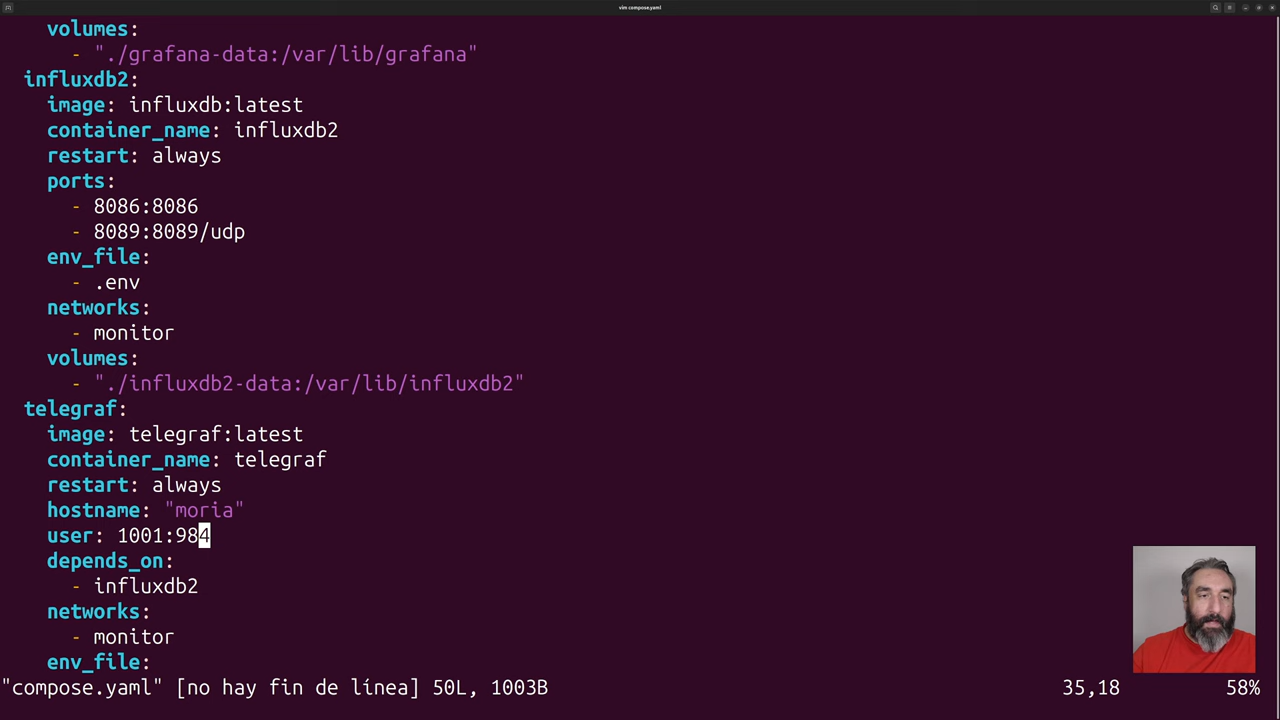 vim compose.yaml
volumes:
- "./grafana-data:/var/lib/grafana"
influxdb2:
image: influxdb:latest
container_name: influxdb2
restart: always
ports:
- 8086:8086
- 8089:8089/udp
env_file:
- .env
networks:
- monitor
volumes:
- "./influxdb2-data:/var/lib/influxdb2"
telegraf:
image: telegraf:latest
container_name: telegraf
restart: always
hostname: "moria"
user: 1001:984
depends_on:
- influxdb2
networks:
- monitor
env_file:
"compose.yaml" [no hay fin de línea] 50L, 1003B 35,18 58%